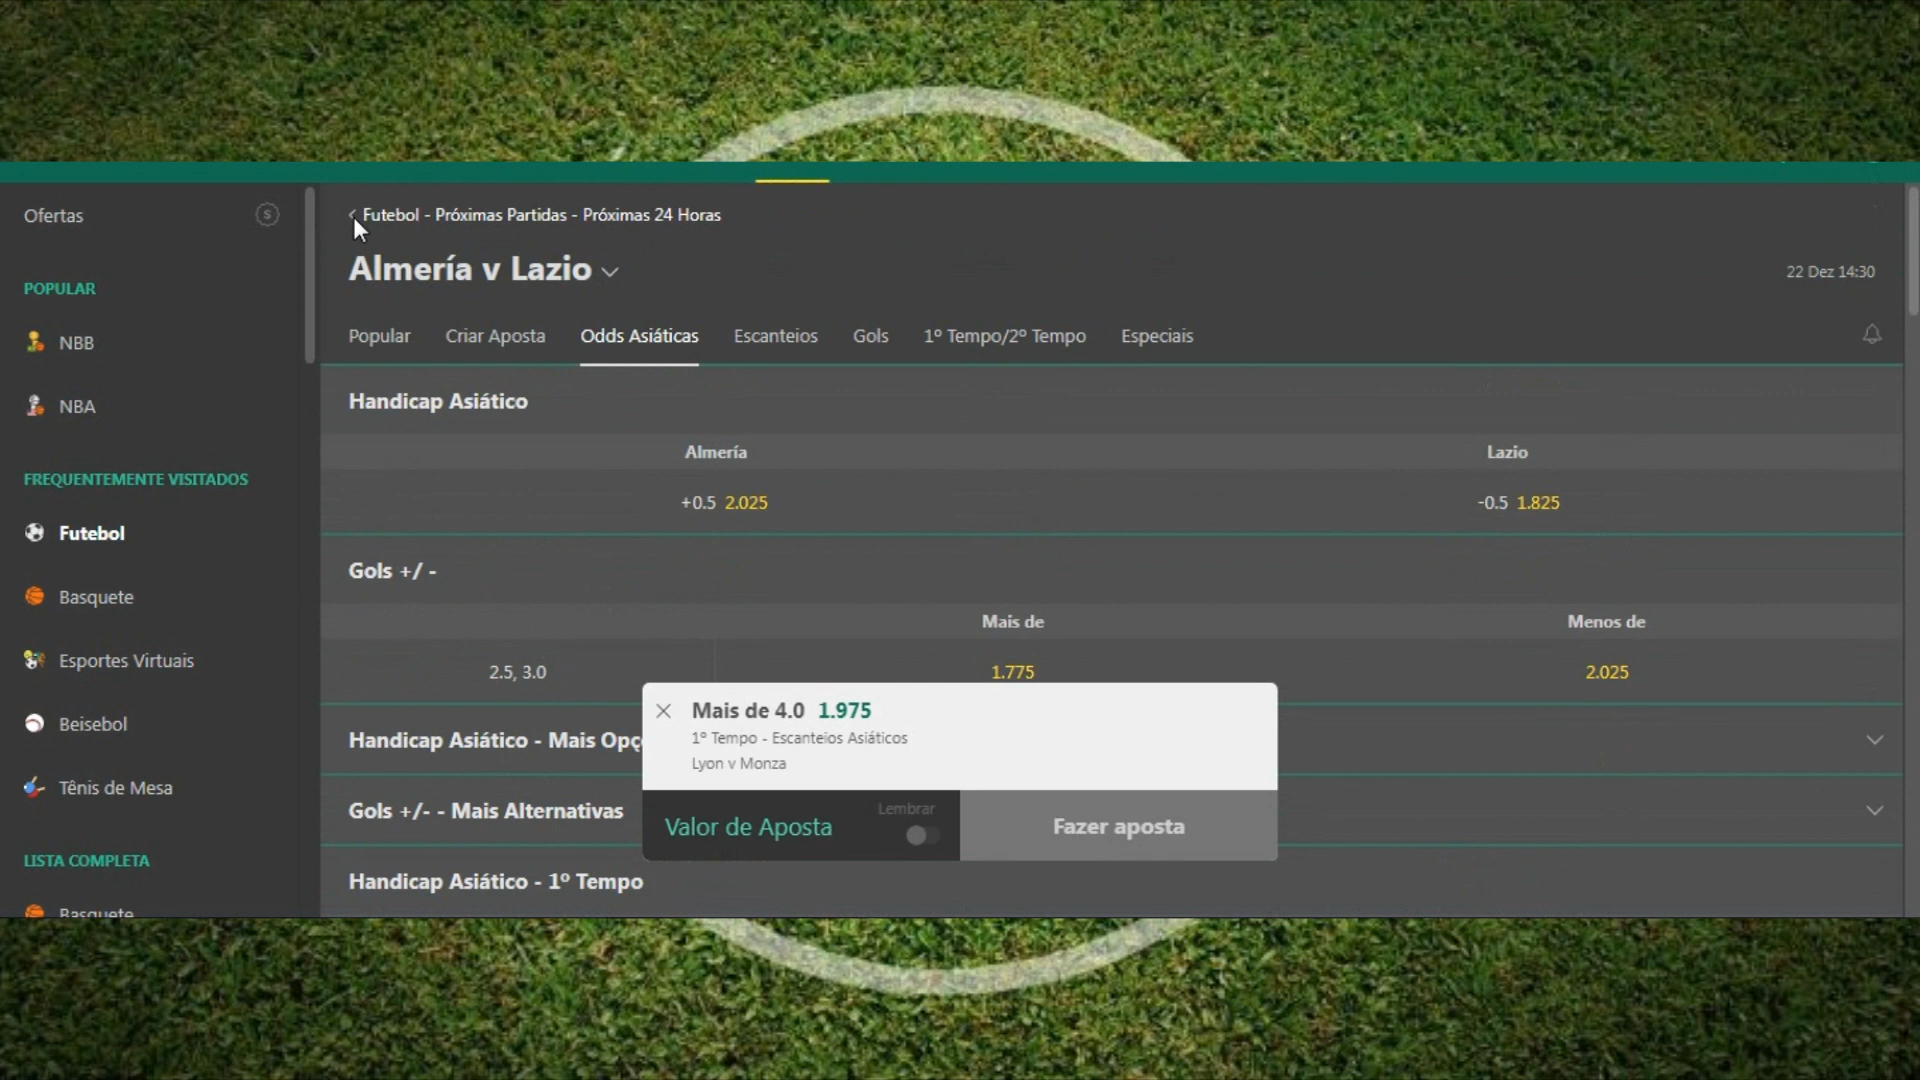 Ofertas
S
POPULAR
NBB
NBA
FREQUENTEMENTE VISITADOS
Futebol
Basquete
Esportes Virtuais
Beisebol
Tênis de Mesa
LISTA COMPLETA
Basquete
Futebol - Próximas Partidas - Próximas 24 Horas
Almería v Lazio
22 Dez 14:30
Popular Criar Aposta Odds Asiáticas Escanteios Gols 1º Tempo/2º Tempo Especiais
Handicap Asiático
Almería Lazio
+0.5 2.025 -0.5 1.825
Gols +/ -
Mais de Menos de
2.5, 3.0 1.775 2.025
Handicap Asiático - Mais Opç
Gols +/- - Mais Alternativas
Handicap Asiático - 1º Tempo
Mais de 4.0 1.975
1º Tempo - Escanteios Asiáticos
Lyon v Monza
Valor de Aposta
Lembrar
Fazer aposta